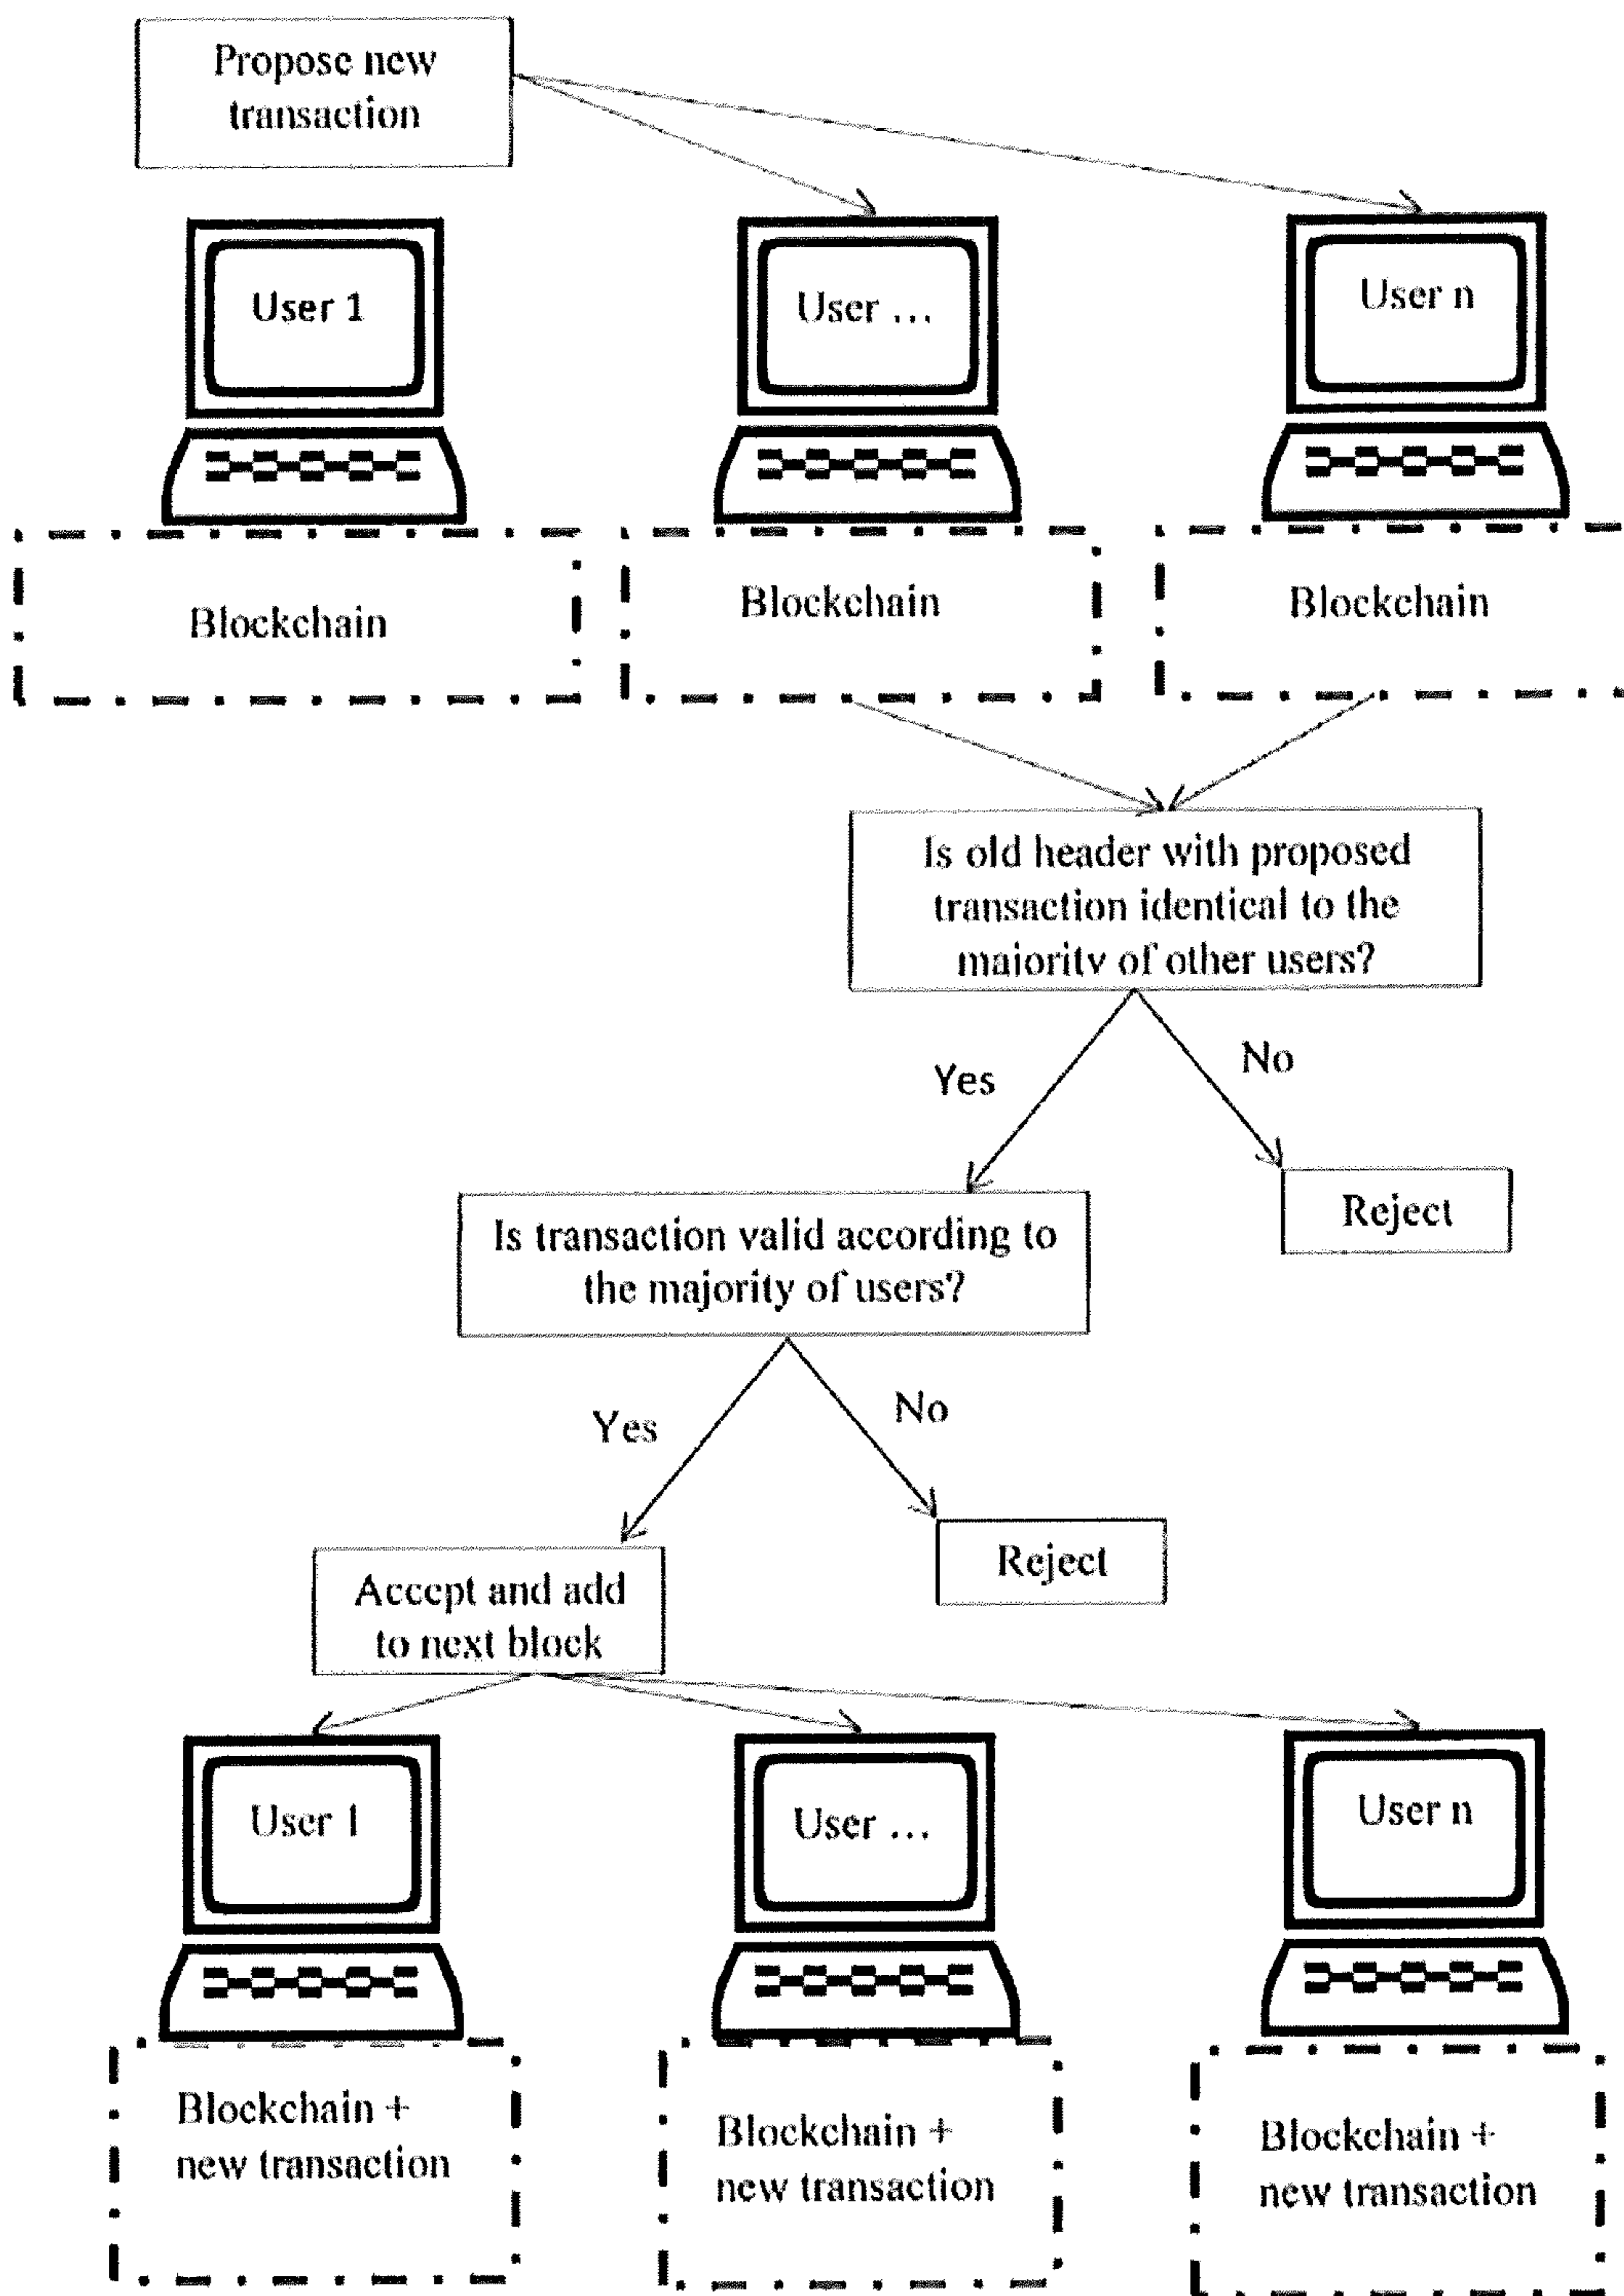 Propose new
transaction
User 1
User ...
User n
Blockchain
Blockchain
Blockchain
Is old header with proposed
transaction identical to the
majority of other users?
Yes
No
Reject
Is transaction valid according to
the majority of users?
Yes
No
Reject
Accept and add
to next block
User 1
User ...
User n
Blockchain +
new transaction
Blockchain +
new transaction
Blockchain +
new transaction